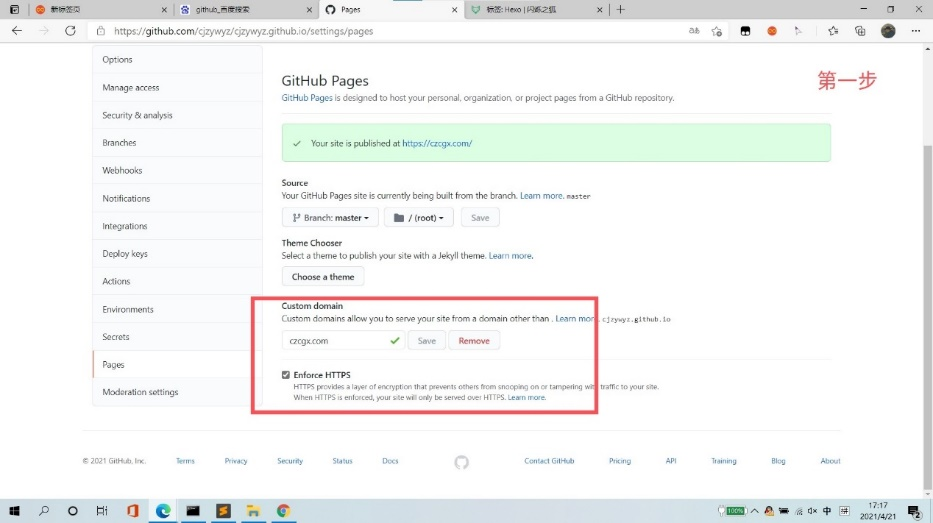 新标签页
github_百度搜索
Pages
标签: Hexo | 闪烁之狐
https://github.com/cjzywyz/cjzywyz.github.io/settings/pages
第一步
Options
Manage access
Security & analysis
Branches
Webhooks
Notifications
Integrations
Deploy keys
Actions
Environments
Secrets
Pages
Moderation settings
GitHub Pages
GitHub Pages is designed to host your personal, organization, or project pages from a GitHub repository.
Your site is published at https://czcgx.com/
Source
Your GitHub Pages site is currently being built from the branch. Learn more. master
Branch: master
/ (root)
Save
Theme Chooser
Select a theme to publish your site with a Jekyll theme. Learn more.
Choose a theme
Custom domain
Custom domains allow you to serve your site from a domain other than . Learn more. cjzywyz.github.io
czcgx.com
Save
Remove
Enforce HTTPS
HTTPS provides a layer of encryption that prevents others from snooping on or tampering with traffic to your site.
When HTTPS is enforced, your site will only be served over HTTPS. Learn more.
© 2021 GitHub, Inc.
Terms
Privacy
Security
Status
Docs
Contact GitHub
Pricing
API
Training
Blog
About
100%
中
17:17
2021/4/21
2